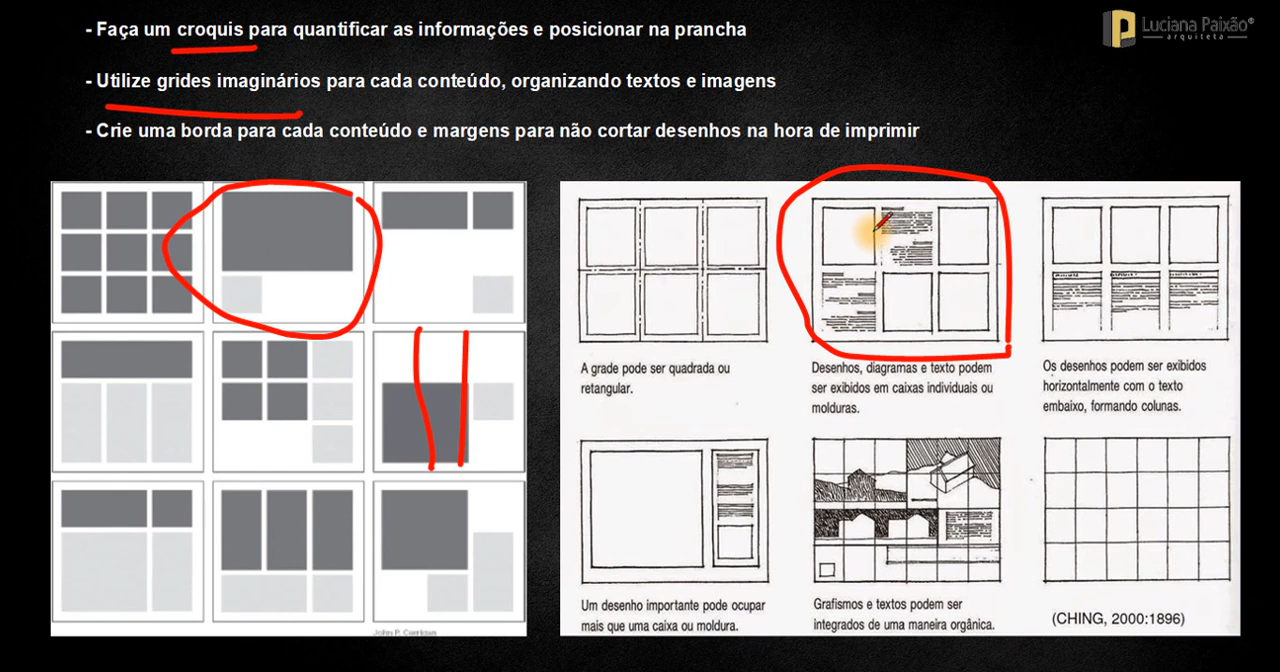 - Faça um croquis para quantificar as informações e posicionar na prancha
Luciana Paixão®
arquiteta
- Utilize grides imaginários para cada conteúdo, organizando textos e imagens
- Crie uma borda para cada conteúdo e margens para não cortar desenhos na hora de imprimir
A grade pode ser quadrada ou
retangular.
Desenhos, diagramas e texto podem
ser exibidos em caixas individuais ou
molduras.
Os desenhos podem ser exibidos
horizontalmente com o texto
embaixo, formando colunas.
Um desenho importante pode ocupar
mais que uma caixa ou moldura.
Grafismos e textos podem ser
integrados de uma maneira orgânica.
(CHING, 2000:1896)
John P.